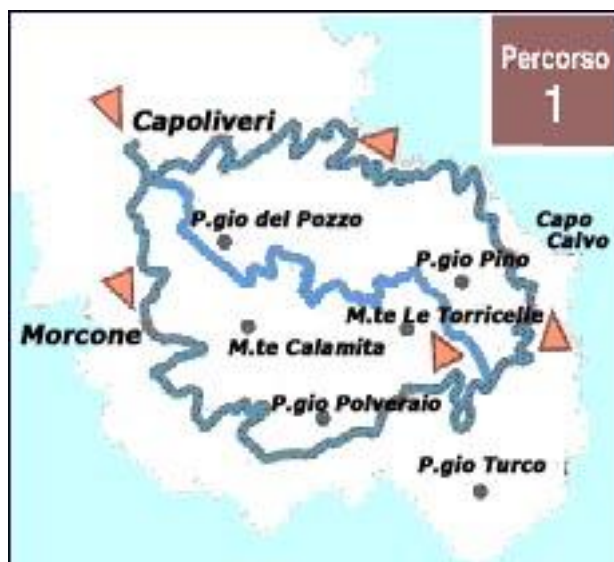 Percorso
1
Capoliveri
P.gio del Pozzo
Capo
Calvo
P.gio Pino
Morcone
M.te Le Torricelle
M.te Calamita
P.gio Polveraio
P.gio Turco